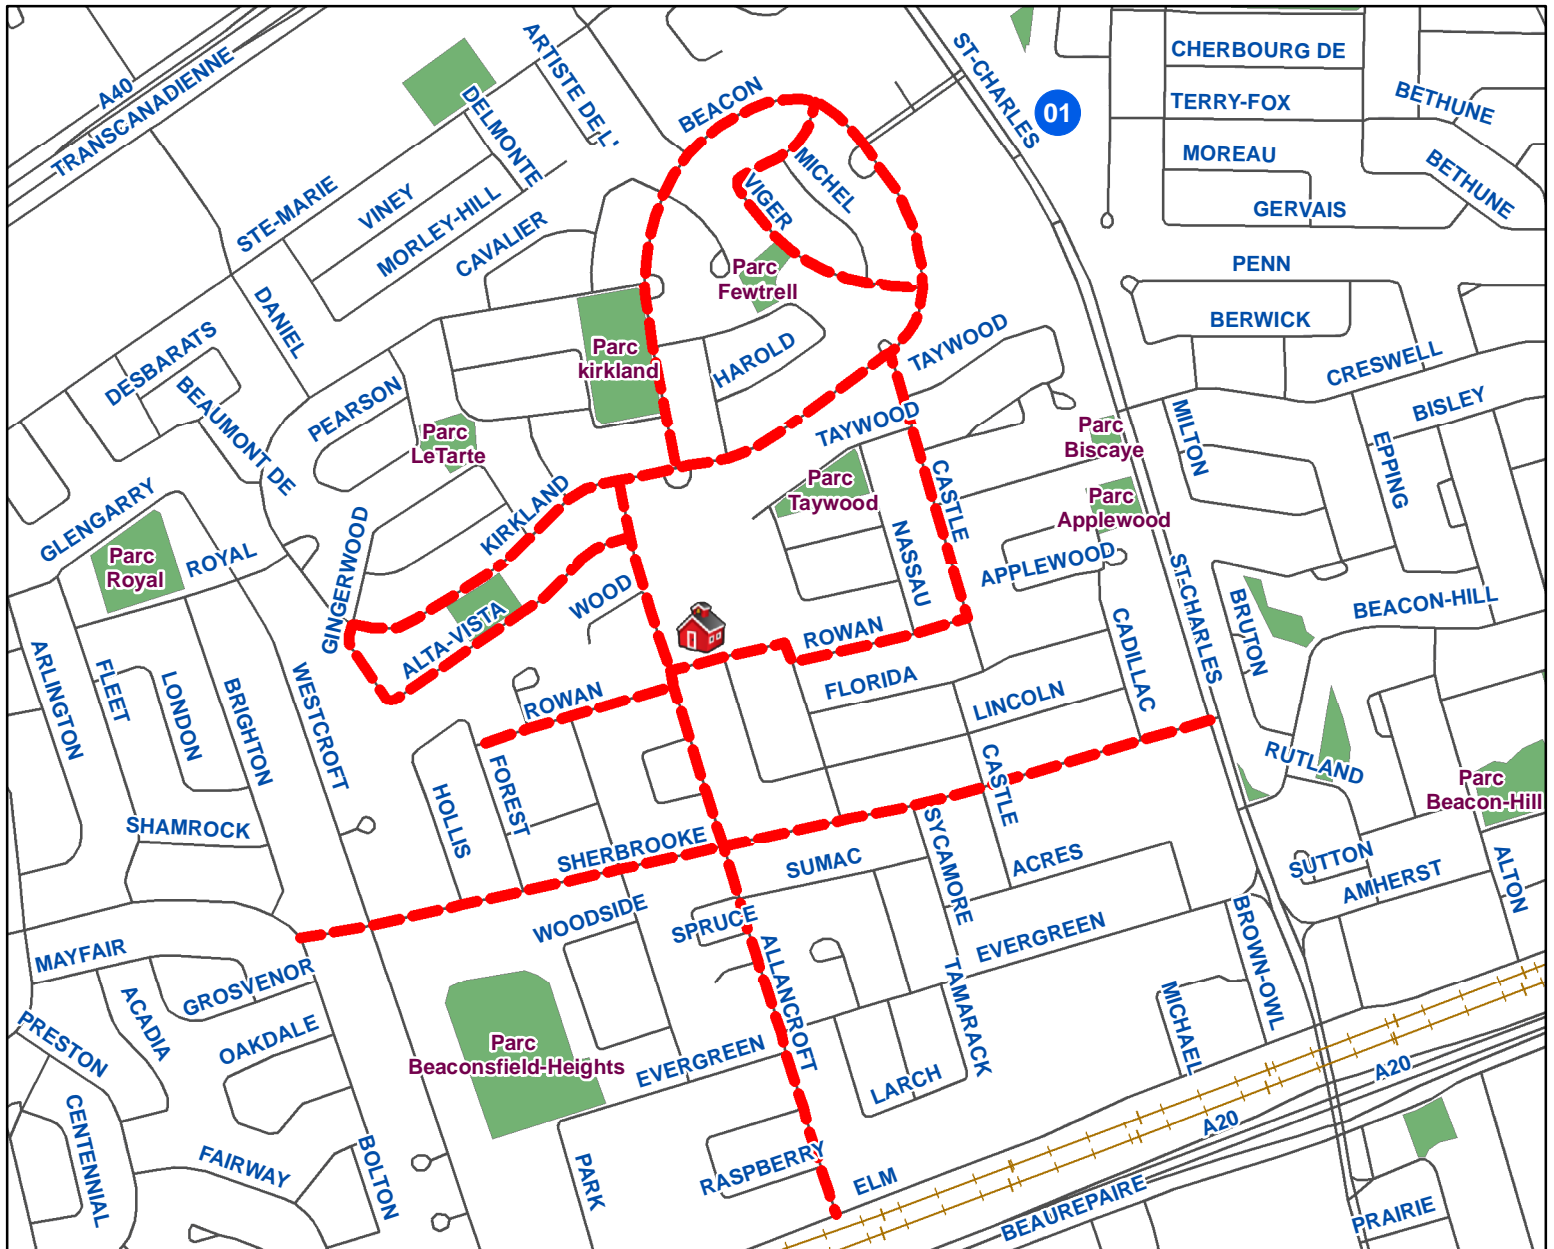 A40
TRANSCANADIENNE
ARTISTE DE L'
DELMONTE
BEACON
ST-CHARLES
01
CHERBOURG DE
TERRY-FOX
BETHUNE
MOREAU
BETHUNE
GERVAIS
STE-MARIE
VINEY
MORLEY-HILL
CAVALIER
MICHEL
VIGER
Parc
Fewtrell
PENN
BERWICK
DANIEL
DESBARATS
BEAUMONT DE
PEARSON
Parc
kirkland
HAROLD
TAYWOOD
TAYWOOD
CRESWELL
BISLEY
MILTON
EPPING
Parc
LeTarte
Parc
Biscaye
Parc
Taywood
Parc
Applewood
CASTLE
GLENGARRY
Parc
Royal
ROYAL
GINGERWOOD
KIRKLAND
NASSAU
APPLEWOOD
ST-CHARLES
BRUTON
BEACON-HILL
WOOD
ALTA-VISTA
ROWAN
CADILLAC
ARLINGTON
FLEET
LONDON
BRIGHTON
WESTCROFT
ROWAN
FLORIDA
LINCOLN
RUTLAND
CASTLE
Parc
Beacon-Hill
HOLLIS
FOREST
SHAMROCK
SHERBROOKE
SUMAC
SYCAMORE
ACRES
SUTTON
AMHERST
ALTON
WOODSIDE
SPRUCE
EVERGREEN
BROWN-OWL
MAYFAIR
GROSVENOR
ACADIA
ALLANCROFT
TAMARACK
MICHAEL
PRESTON
OAKDALE
Parc
Beaconsfield-Heights
EVERGREEN
LARCH
A20
A20
CENTENNIAL
FAIRWAY
BOLTON
PARK
RASPBERRY
ELM
BEAUREPAIRE
PRAIRIE